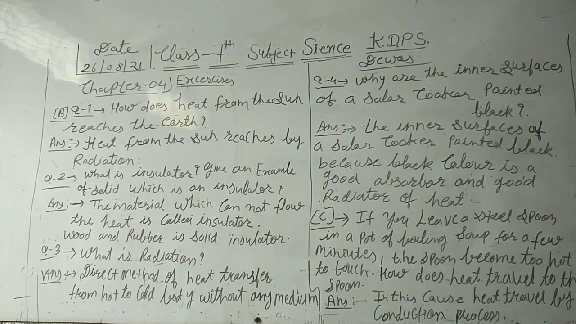 Date
26/08/21
Class - 7th Subject Sience K.D.P.S.
Dewas
Chapter-04) Excercises
[B] Q-1 → How does heat from the sun
reaches the earth?
Ans:→ Heat from the sun reaches by
Radiation:
Q-2→ what is insulator? Give an Examle
of solid which is an insulator?
Ans:→ The material which Can not flow
the heat is Called insulator.
Wood and Rubber is Solid insulator.
Q-3 → What is Radiation?
Ans:→ Direct method of heat transfer
from hot to Cold body without any medium
Q-4→ why are the inner surfaces
of a Solar Cooker Painted
black?.
Ans:→ The inner surfaces of
a Solar Cooker Painted black.
because black Colour is a
good absorbar and good
Radiator of heat.
[C]→ If you Leave a steel spoon
in a Pot of boiling Soup for a few
minutes, the spoon become too hot
to touch. How does heat travel to the
spoon.
Ans:- In this Cause heat travel by
Conduction process.